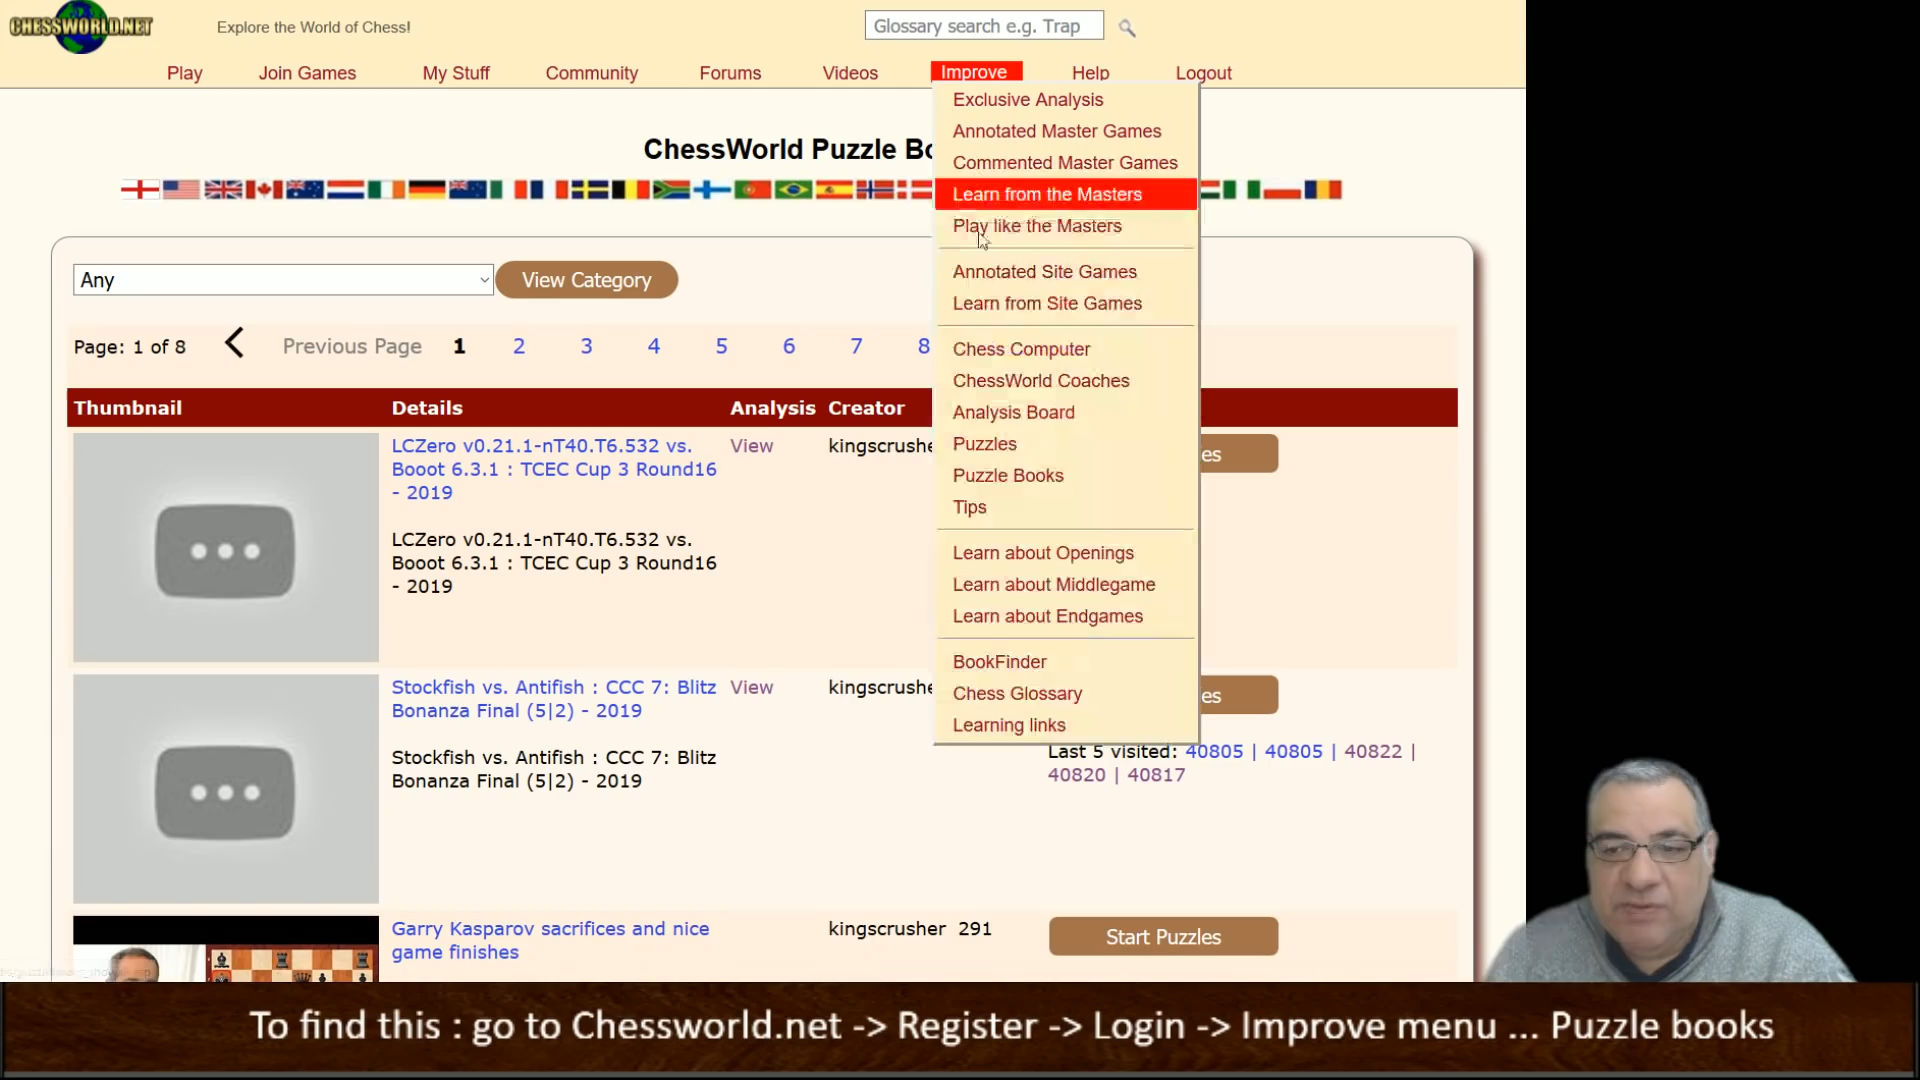 CHESSWORLD.NET
Explore the World of Chess!
Glossary search e.g. Trap
Play
Join Games
My Stuff
Community
Forums
Videos
Improve
Help
Logout
ChessWorld Puzzle Bo
Exclusive Analysis
Annotated Master Games
Commented Master Games
Learn from the Masters
Play like the Masters
Annotated Site Games
Learn from Site Games
Chess Computer
ChessWorld Coaches
Analysis Board
Puzzles
Puzzle Books
Tips
Learn about Openings
Learn about Middlegame
Learn about Endgames
BookFinder
Chess Glossary
Learning links
Any
View Category
Page: 1 of 8
Previous Page
1 2 3 4 5 6 7 8
Thumbnail Details Analysis Creator
LCZero v0.21.1-nT40.T6.532 vs.
Booot 6.3.1 : TCEC Cup 3 Round16
- 2019
View
kingscrushe
es
LCZero v0.21.1-nT40.T6.532 vs.
Booot 6.3.1 : TCEC Cup 3 Round16
- 2019
Stockfish vs. Antifish : CCC 7: Blitz
Bonanza Final (5|2) - 2019
View
kingscrushe
es
Stockfish vs. Antifish : CCC 7: Blitz
Bonanza Final (5|2) - 2019
Last 5 visited: 40805 | 40805 | 40822 |
40820 | 40817
Garry Kasparov sacrifices and nice
game finishes
kingscrusher 291
Start Puzzles
To find this : go to Chessworld.net -> Register -> Login -> Improve menu ... Puzzle books